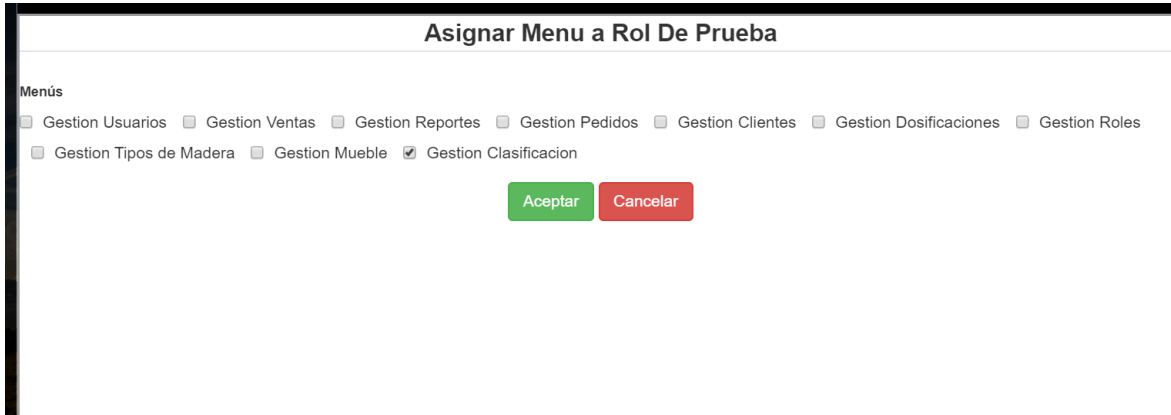 Asignar Menu a Rol De Prueba
Menús
Gestion Usuarios Gestion Ventas Gestion Reportes Gestion Pedidos Gestion Clientes Gestion Dosificaciones Gestion Roles
Gestion Tipos de Madera Gestion Mueble Gestion Clasificacion
Aceptar Cancelar